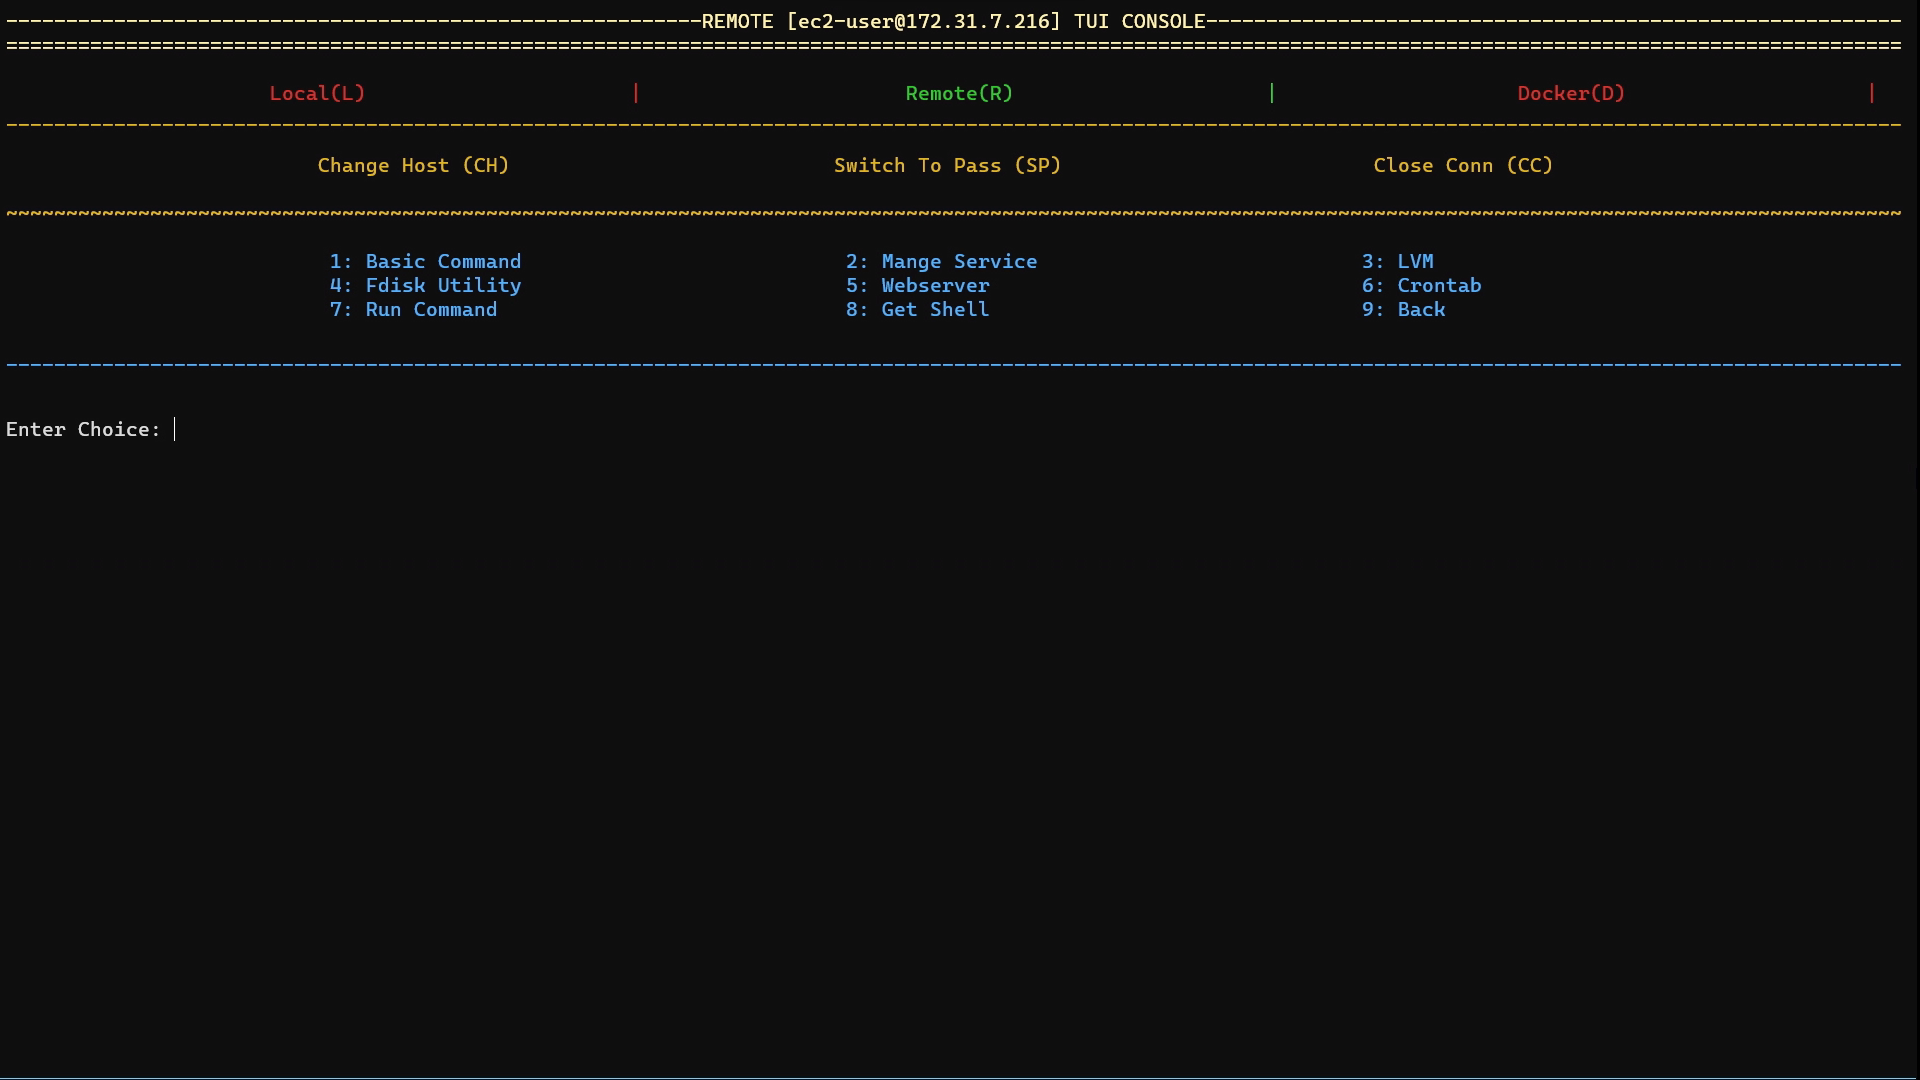 REMOTE [ec2-user@172.31.7.216] TUI CONSOLE
Local(L) | Remote(R) | Docker(D) |
Change Host (CH) Switch To Pass (SP) Close Conn (CC)
1: Basic Command 2: Mange Service 3: LVM
4: Fdisk Utility 5: Webserver 6: Crontab
7: Run Command 8: Get Shell 9: Back
Enter Choice: